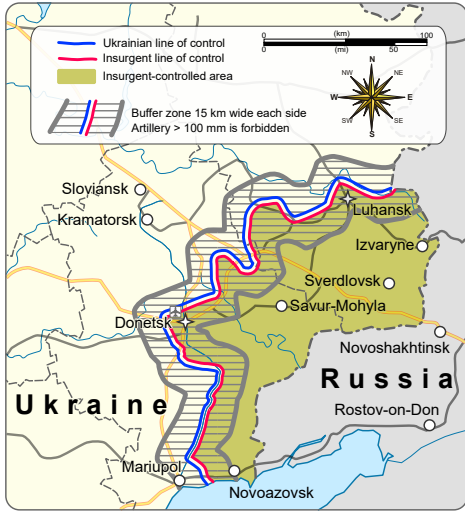 Ukrainian line of control
Insurgent line of control
Insurgent-controlled area
Buffer zone 15 km wide each side
Artillery > 100 mm is forbidden
(km)
0 100
0 50
(mi)
N
NW NE
W E
SW SE
S
Sloviansk
Kramatorsk
Luhansk
Izvaryne
Sverdlovsk
Savur-Mohyla
Donetsk
Novoshakhtinsk
Russia
Ukraine
Rostov-on-Don
Mariupol
Novoazovsk